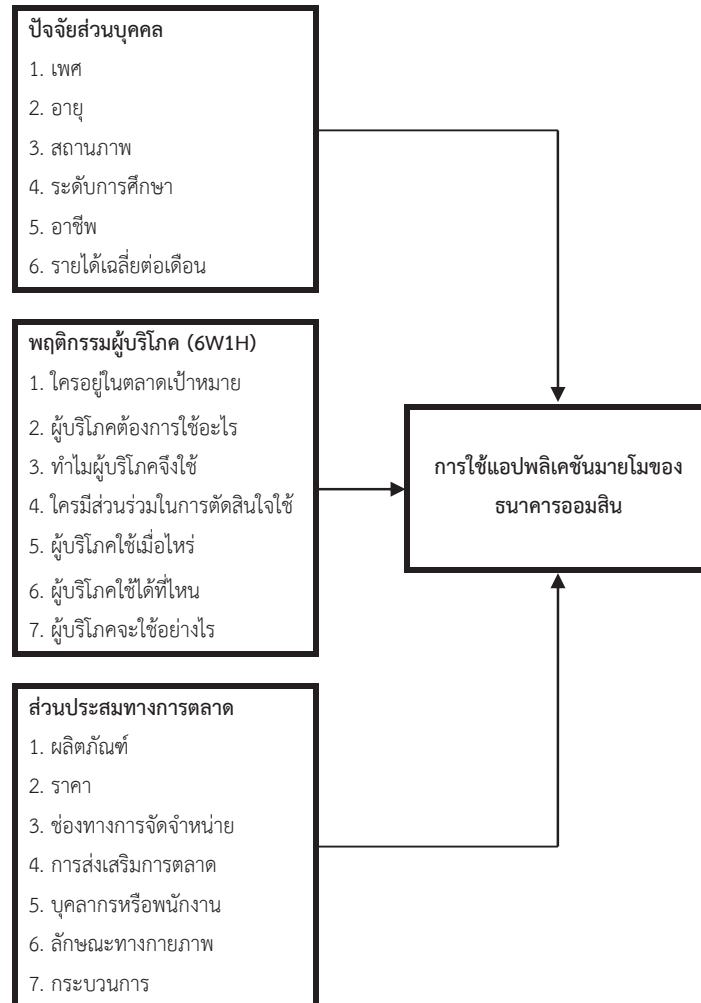 ปัจจัยส่วนบุคคล
1. เพศ
2. อายุ
3. สถานภาพ
4. ระดับการศึกษา
5. อาชีพ
6. รายได้เฉลี่ยต่อเดือน
พฤติกรรมผู้บริโภค (6W1H)
1. ใครอยู่ในตลาดเป้าหมาย
2. ผู้บริโภคต้องการใช้อะไร
3. ทำไมผู้บริโภคจึงใช้
4. ใครมีส่วนร่วมในการตัดสินใจใช้
5. ผู้บริโภคใช้เมื่อไหร่
6. ผู้บริโภคใช้ได้ที่ไหน
7. ผู้บริโภคจะใช้อย่างไร
การใช้แอปพลิเคชันมายโมของ
ธนาคารออมสิน
ส่วนประสมทางการตลาด
1. ผลิตภัณฑ์
2. ราคา
3. ช่องทางการจัดจำหน่าย
4. การส่งเสริมการตลาด
5. บุคลากรหรือพนักงาน
6. ลักษณะทางกายภาพ
7. กระบวนการ